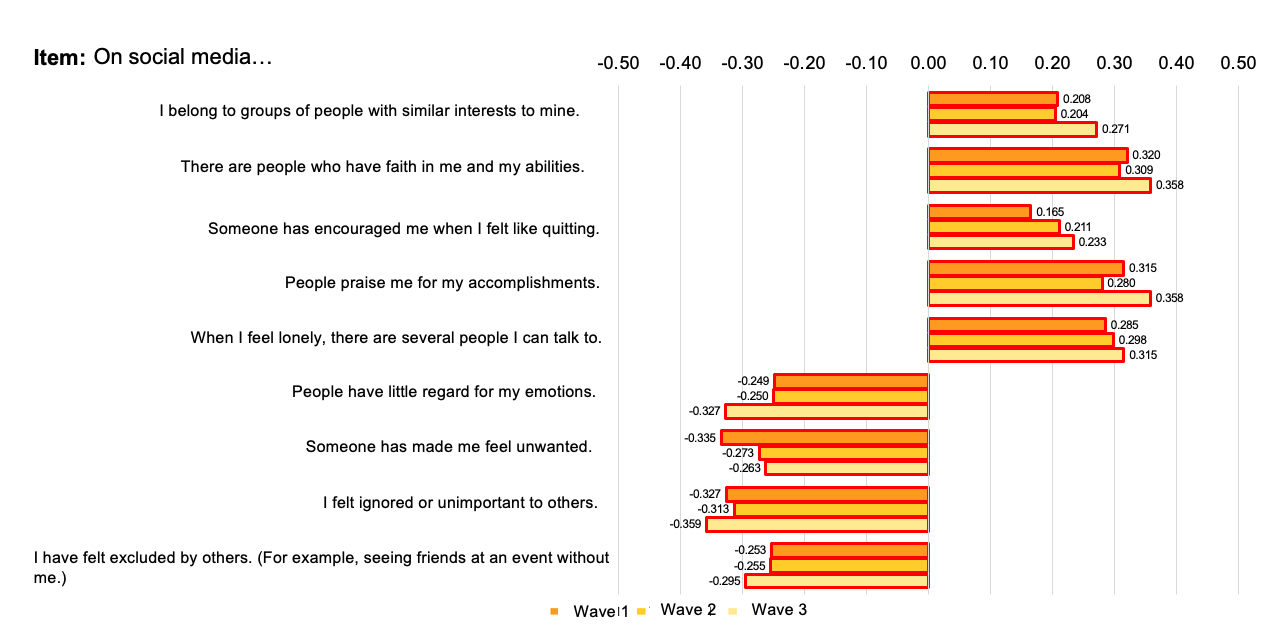 Item: On social media…
-0.50 -0.40 -0.30 -0.20 -0.10 0.00 0.10 0.20 0.30 0.40 0.50
I belong to groups of people with similar interests to mine.
0.208
0.204
0.271
There are people who have faith in me and my abilities.
0.320
0.309
0.358
Someone has encouraged me when I felt like quitting.
0.165
0.211
0.233
People praise me for my accomplishments.
0.315
0.280
0.358
When I feel lonely, there are several people I can talk to.
0.285
0.298
0.315
People have little regard for my emotions.
-0.249
-0.250
-0.327
Someone has made me feel unwanted.
-0.335
-0.273
-0.263
I felt ignored or unimportant to others.
-0.327
-0.313
-0.359
I have felt excluded by others. (For example, seeing friends at an event without
me.)
-0.253
-0.255
-0.295
Wave 1 Wave 2 Wave 3